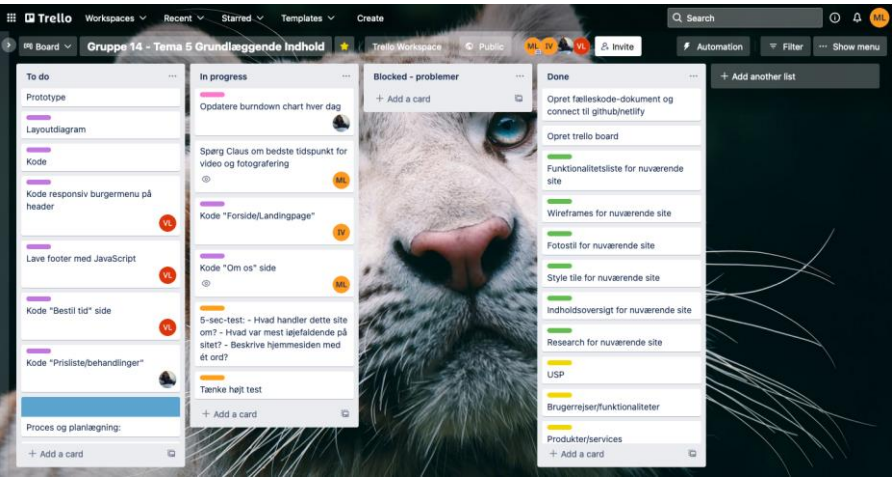 Trello Workspaces Recent Starred Templates Create Search ML
Board Gruppe 14 - Tema 5 Grundlæggende Indhold Trello Workspace Public ML IV VL Invite Automation Filter ... Show menu
To do ...
Prototype
Layoutdiagram
Kode
Kode responsiv burgermenu på
header
VL
Lave footer med JavaScript
VL
Kode "Bestil tid" side
VL
Kode "Prisliste/behandlinger"
Proces og planlægning:
+ Add a card
In progress ...
Opdatere burndown chart hver dag
Spørg Claus om bedste tidspunkt for
video og fotografering
ML
Kode "Forside/Landingpage"
IV
Kode "Om os" side
ML
5-sec-test: - Hvad handler dette site
om? - Hvad var mest iøjefaldende på
sitet? - Beskrive hjemmesiden med
ét ord?
Tænke højt test
+ Add a card
Blocked - problemer ...
+ Add a card
Done ...
Opret fælleskode-dokument og
connect til github/netlify
Opret trello board
Funktionalitetsliste for nuværende
site
Wireframes for nuværende site
Fotostil for nuværende site
Style tile for nuværende site
Indholdsoversigt for nuværende site
Research for nuværende site
USP
Brugerrejser/funktionaliteter
Produkter/services
+ Add a card
+ Add another list